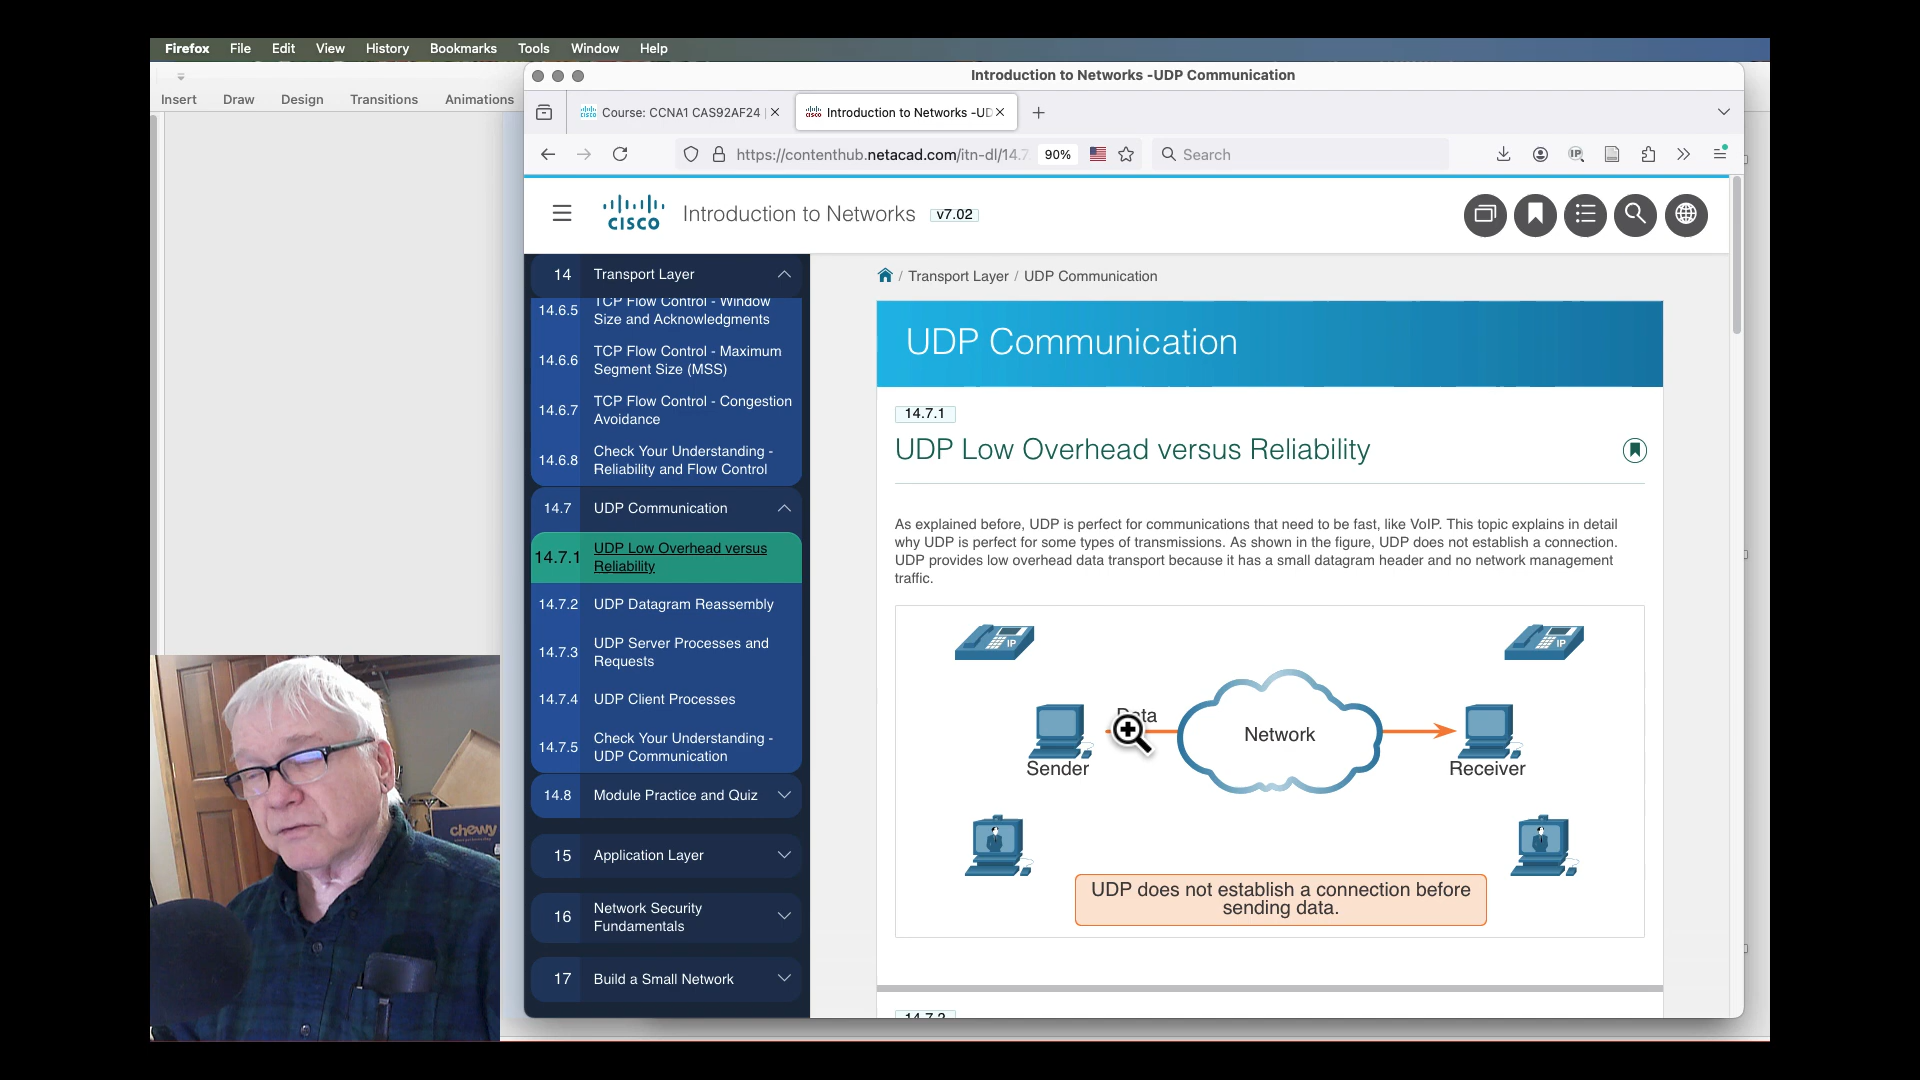 Firefox File Edit View History Bookmarks Tools Window Help
Introduction to Networks -UDP Communication
Insert Draw Design Transitions Animations
Course: CCNA1 CAS92AF24 |
Introduction to Networks -UD
https://contenthub.netacad.com/itn-dl/14.7
90%
Search
CISCO
Introduction to Networks v7.02
14 Transport Layer
14.6.5 TCP Flow Control - Window
Size and Acknowledgments
14.6.6 TCP Flow Control - Maximum
Segment Size (MSS)
14.6.7 TCP Flow Control - Congestion
Avoidance
14.6.8 Check Your Understanding -
Reliability and Flow Control
14.7 UDP Communication
14.7.1 UDP Low Overhead versus
Reliability
14.7.2 UDP Datagram Reassembly
14.7.3 UDP Server Processes and
Requests
14.7.4 UDP Client Processes
14.7.5 Check Your Understanding -
UDP Communication
14.8 Module Practice and Quiz
15 Application Layer
16 Network Security
Fundamentals
17 Build a Small Network
/ Transport Layer / UDP Communication
UDP Communication
14.7.1
UDP Low Overhead versus Reliability
As explained before, UDP is perfect for communications that need to be fast, like VoIP. This topic explains in detail
why UDP is perfect for some types of transmissions. As shown in the figure, UDP does not establish a connection.
UDP provides low overhead data transport because it has a small datagram header and no network management
traffic.
IP
IP
Data
Network
Sender
Receiver
UDP does not establish a connection before
sending data.
14.7.2
chewy